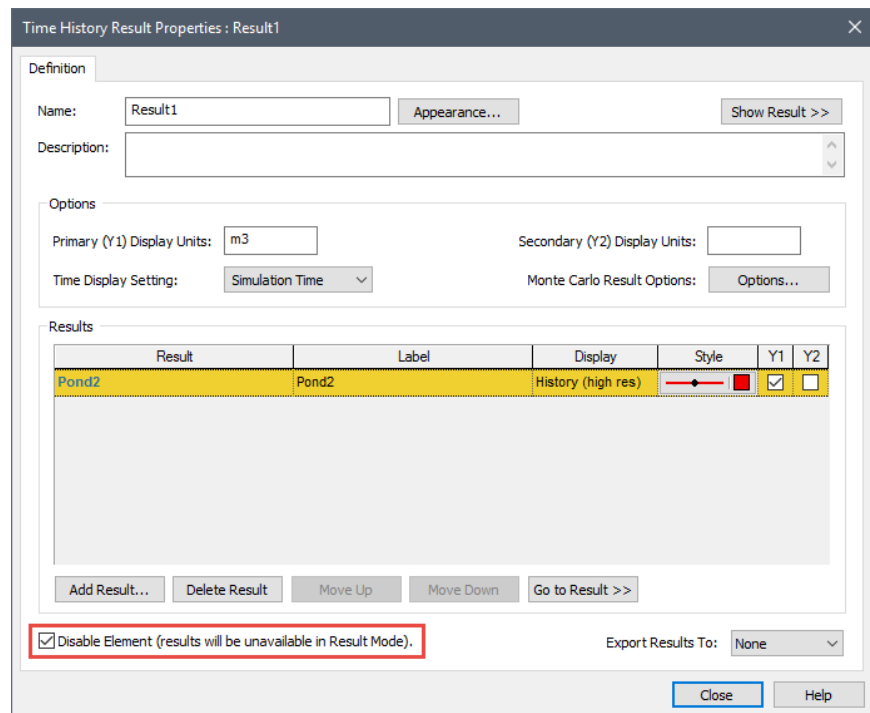 Time History Result Properties : Result1
Definition
Name: Result1 Appearance... Show Result >>
Description:
Options
Primary (Y1) Display Units: m3 Secondary (Y2) Display Units:
Time Display Setting: Simulation Time Monte Carlo Result Options: Options...
Results
Result Label Display Style Y1 Y2
Pond2 Pond2 History (high res)
Add Result... Delete Result Move Up Move Down Go to Result >>
Disable Element (results will be unavailable in Result Mode). Export Results To: None
Close Help